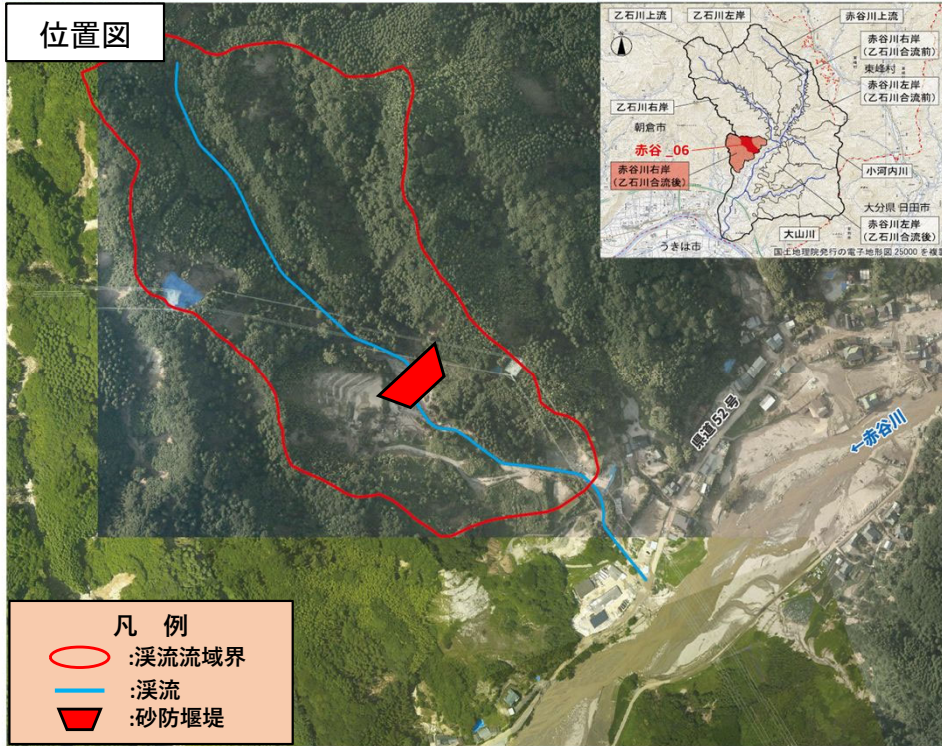 位置図
乙石川上流
乙石川左岸
赤谷川上流
赤谷川右岸
(乙石川合流前)
東峰村
赤谷川左岸
(乙石川合流前)
乙石川右岸
朝倉市
赤谷_06
赤谷川右岸
(乙石川合流後)
小河内川
大分県 日田市
赤谷川左岸
(乙石川合流後)
大山川
うきは市
国土地理院発行の電子地形図25000を複
県道52号
←赤谷川
凡 例
:渓流流域界
:渓流
:砂防堰堤